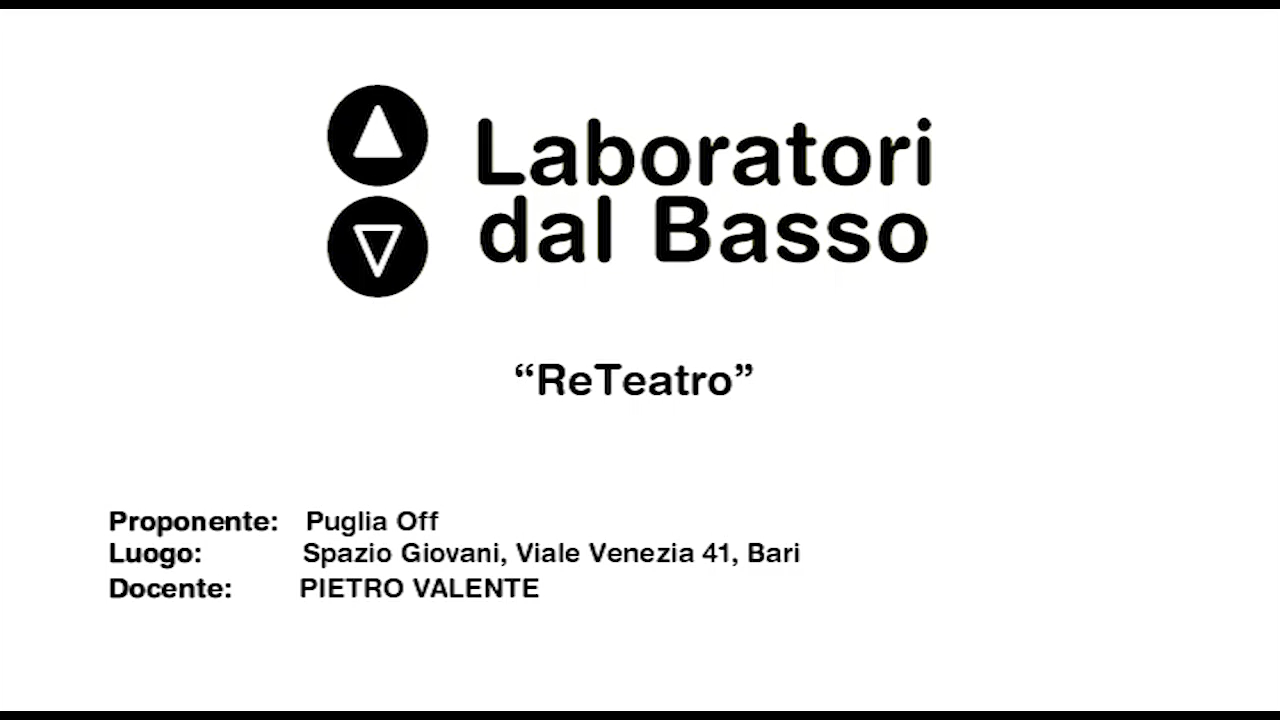 Laboratori
dal Basso
“ReTeatro”
Proponente: Puglia Off
Luogo: Spazio Giovani, Viale Venezia 41, Bari
Docente: PIETRO VALENTE